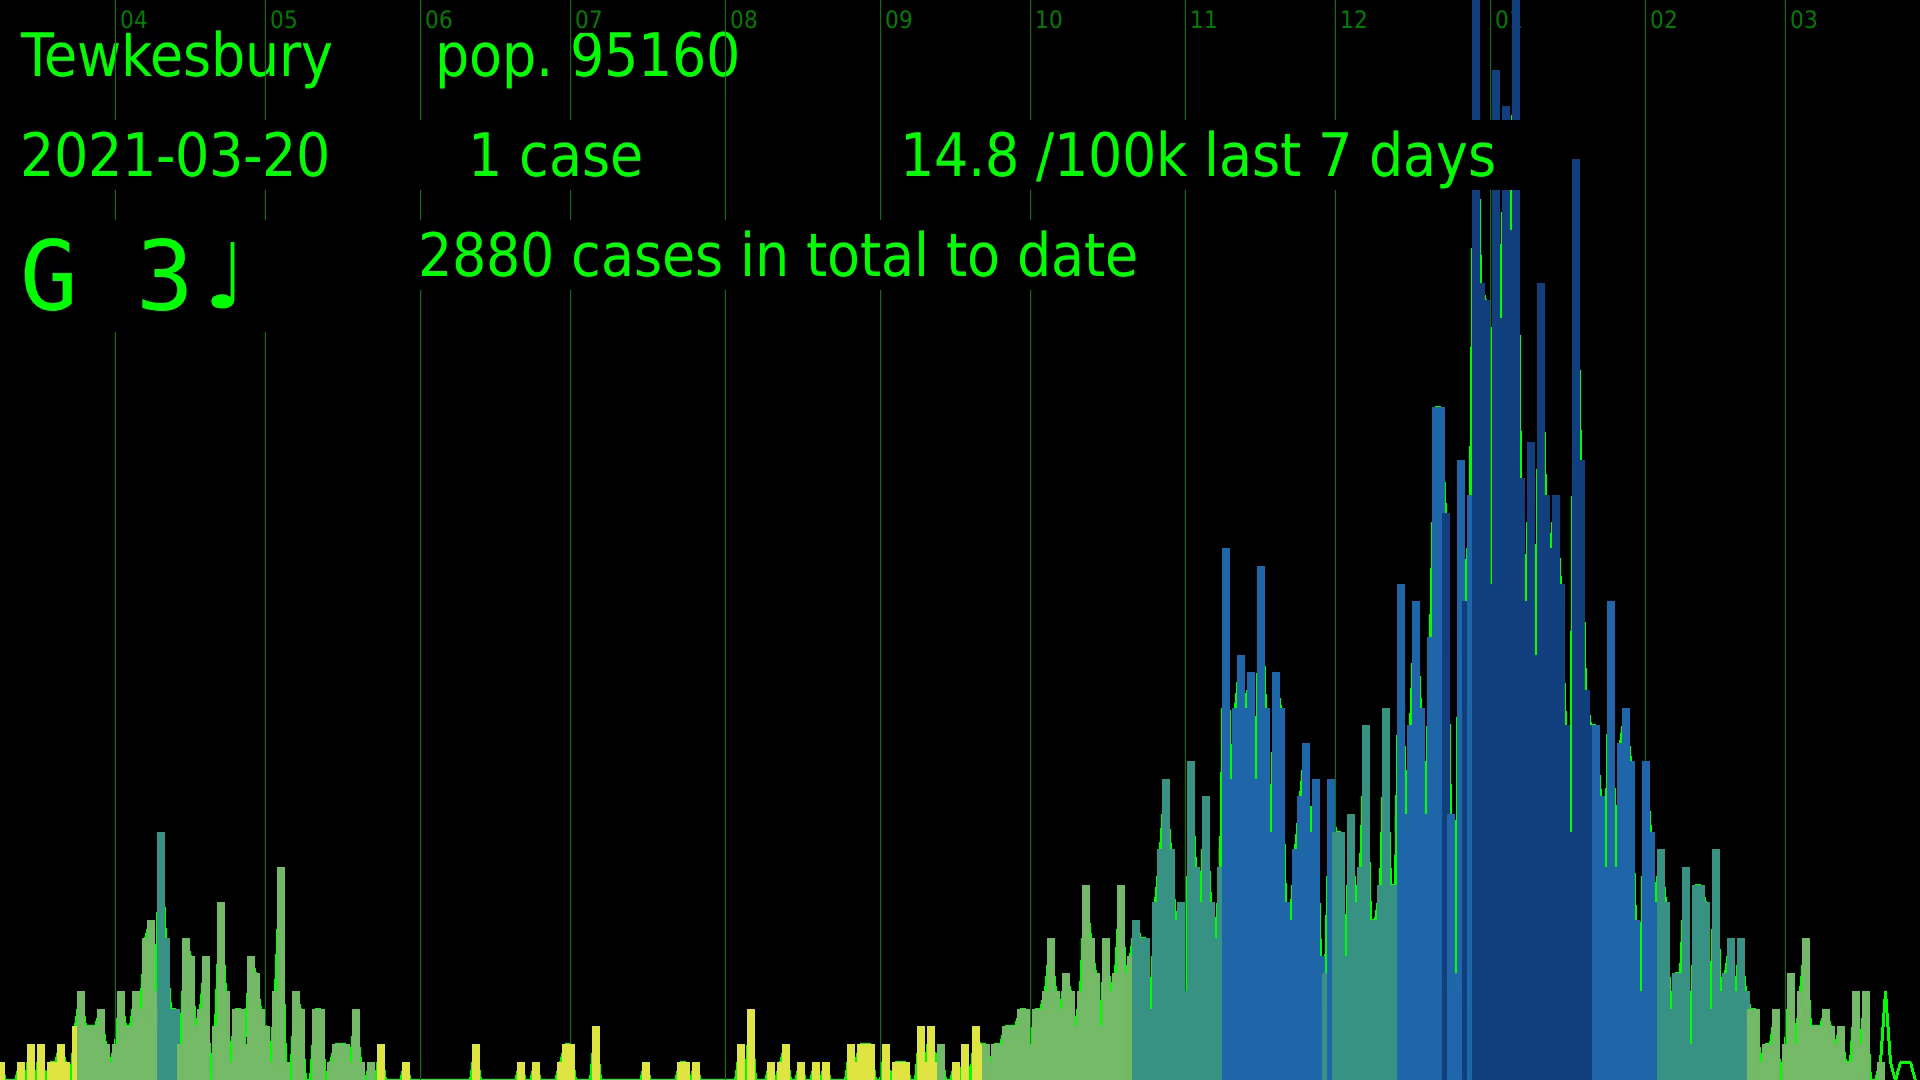 04 05 06 07 08 09 10 11 12 01 02 03
Tewkesbury pop. 95160
2021-03-20 1 case 14.8 /100k last 7 days
G 3♩ 2880 cases in total to date